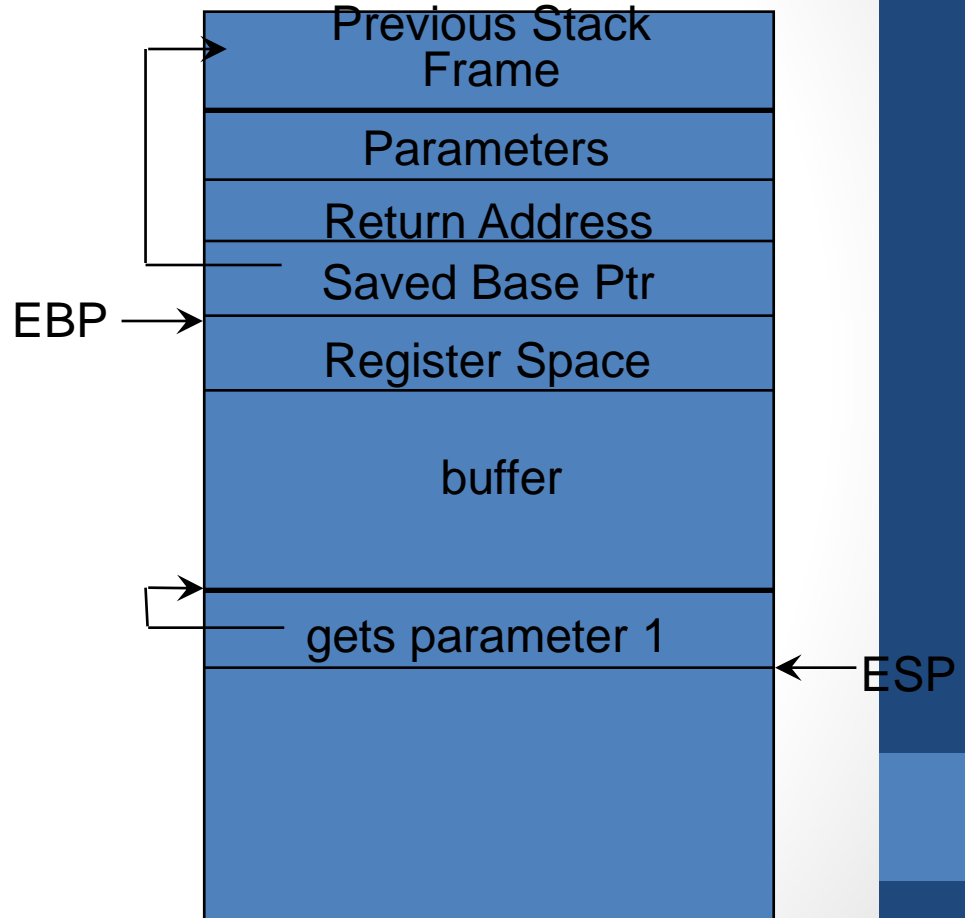 Previous Stack
Frame
Parameters
Return Address
Saved Base Ptr
EBP
Register Space
buffer
gets parameter 1
ESP